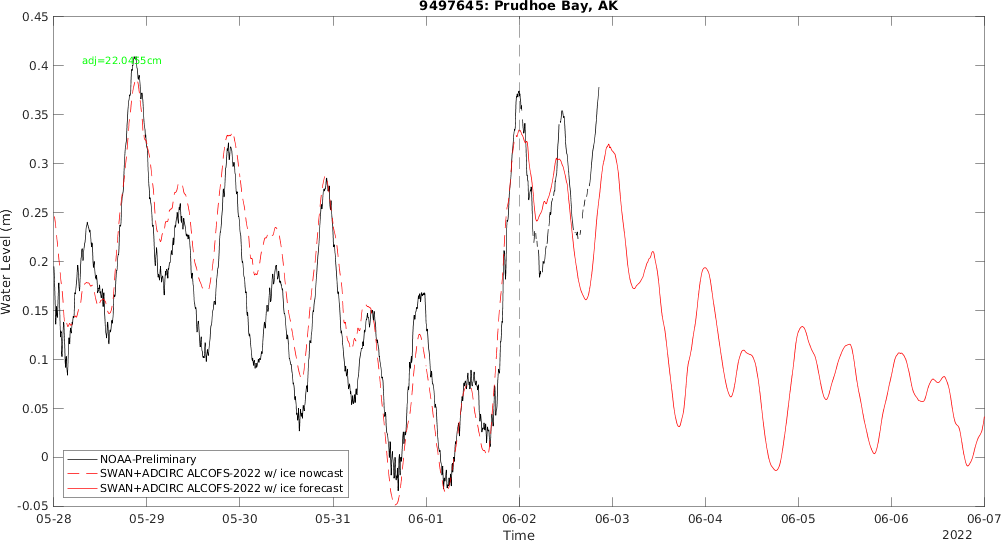 9497645: Prudhoe Bay, AK
0.45
0.4
0.35
0.3
0.25
0.2
0.15
0.1
0.05
0
-0.05
Water Level (m)
adj=22.0455cm
NOAA-Preliminary
SWAN+ADCIRC ALCOFS-2022 w/ ice nowcast
SWAN+ADCIRC ALCOFS-2022 w/ ice forecast
05-28 05-29 05-30 05-31 06-01 06-02 06-03 06-04 06-05 06-06 06-07
Time
2022